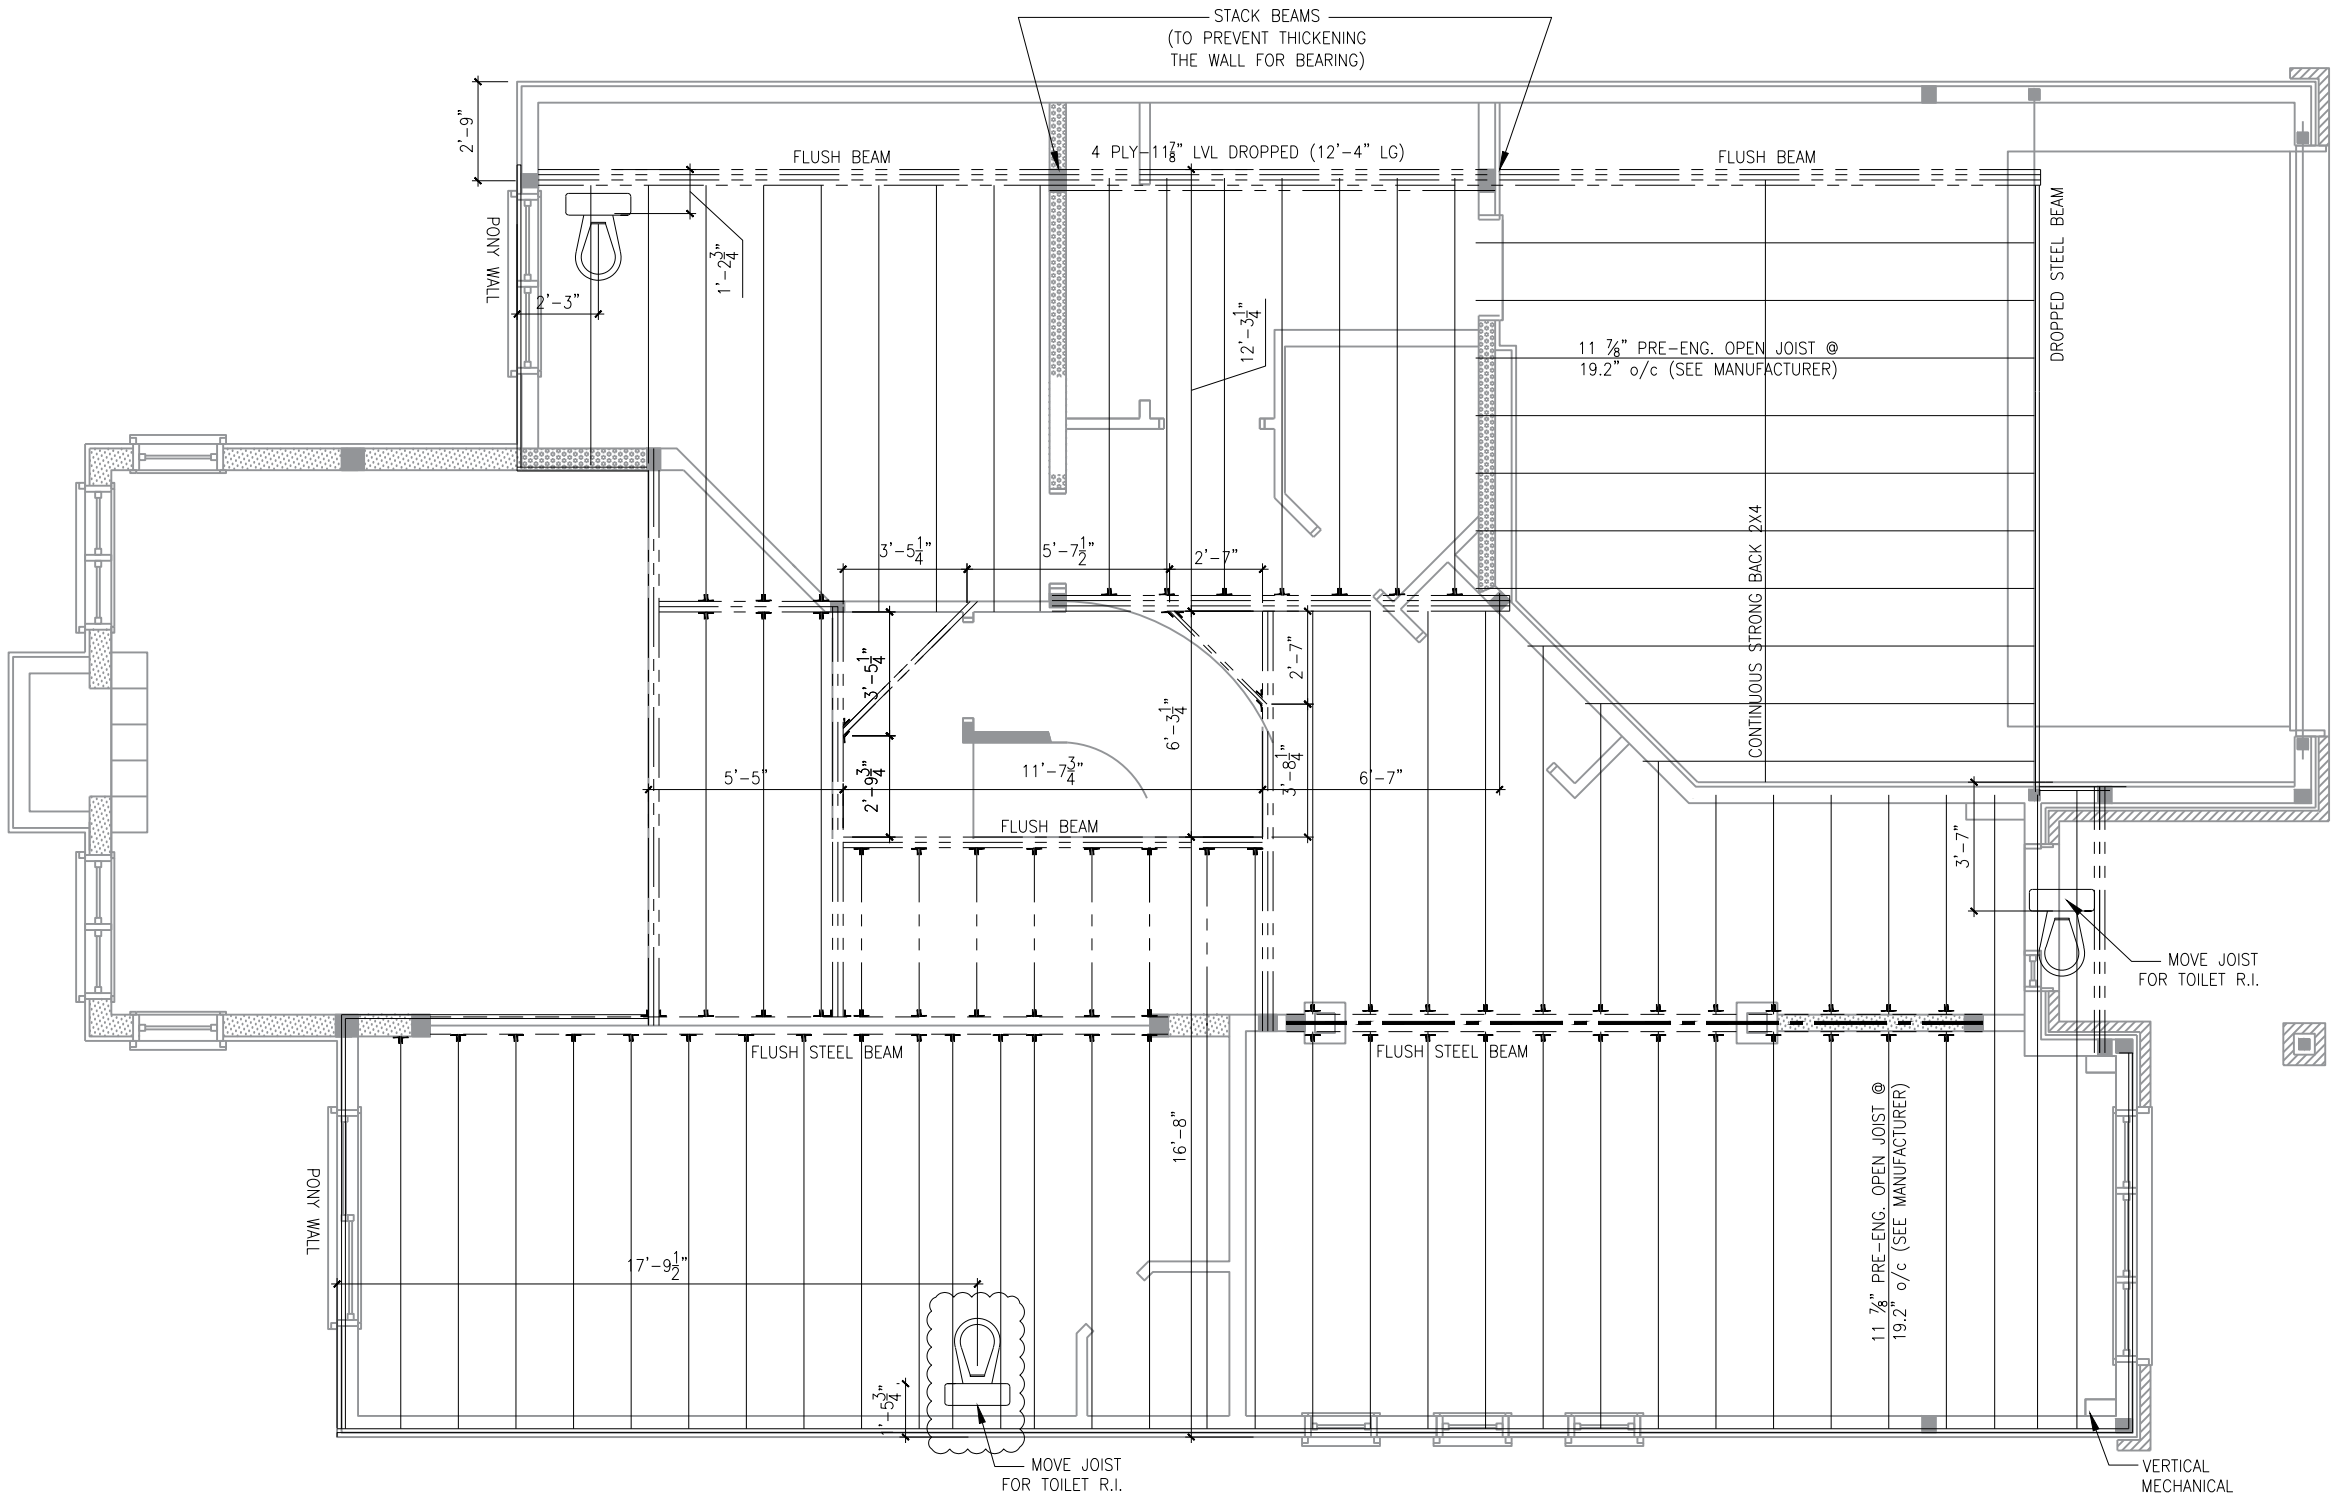 STACK BEAMS
(TO PREVENT THICKENING
THE WALL FOR BEARING)
2'-9"
FLUSH BEAM
4 PLY-11⅞" LVL DROPPED (12'-4" LG)
FLUSH BEAM
PONY WALL
2'-3"
1'-2¾"
12'-3¼"
11 ⅞" PRE-ENG. OPEN JOIST @
19.2" o/c (SEE MANUFACTURER)
DROPPED STEEL BEAM
CONTINUOUS STRONG BACK 2X4
3'-5¼"
5'-7½"
2'-7"
3'-5¼"
2'-7"
6'-3¼"
2'-9¾"
3'-8¼"
5'-5"
11'-7¾"
6'-7"
FLUSH BEAM
3'-7"
MOVE JOIST
FOR TOILET R.I.
FLUSH STEEL BEAM
FLUSH STEEL BEAM
PONY WALL
16'-8"
11 ⅞" PRE-ENG. OPEN JOIST @
19.2" o/c (SEE MANUFACTURER)
17'-9½"
1'-5¾"
MOVE JOIST
FOR TOILET R.I.
VERTICAL
MECHANICAL